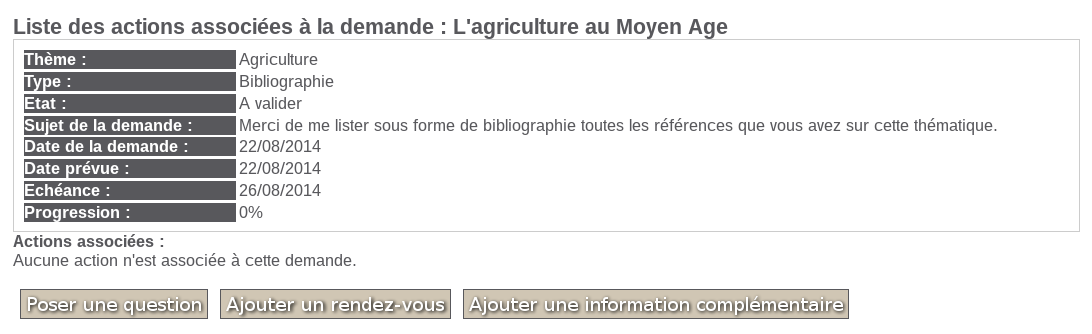 Liste des actions associées à la demande : L'agriculture au Moyen Age
Thème : Agriculture
Type : Bibliographie
Etat : A valider
Sujet de la demande : Merci de me lister sous forme de bibliographie toutes les références que vous avez sur cette thématique.
Date de la demande : 22/08/2014
Date prévue : 22/08/2014
Echéance : 26/08/2014
Progression : 0%
Actions associées :
Aucune action n'est associée à cette demande.
Poser une question Ajouter un rendez-vous Ajouter une information complémentaire